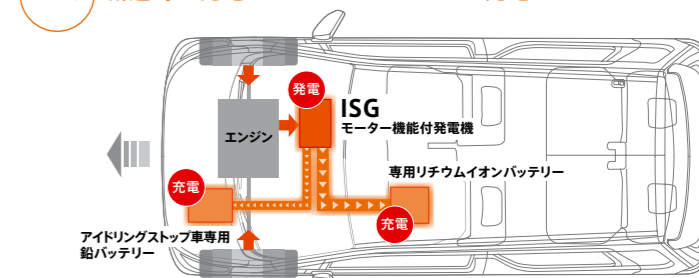 発電
ISG
モーター機能付発電機
エンジン
専用リチウムイオンバッテリー
充電
充電
アイドリングストップ車専用
鉛バッテリー